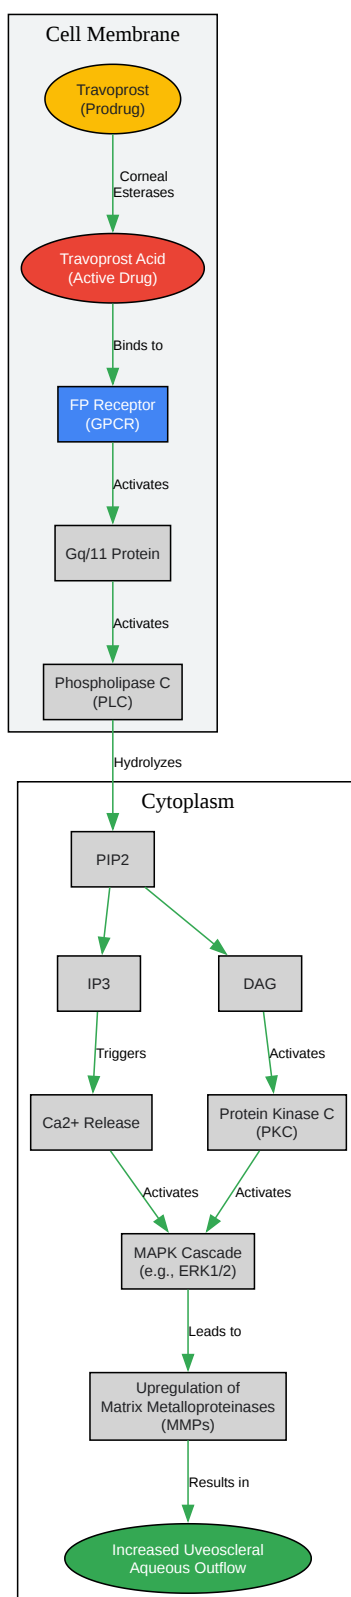 Cell Membrane
Travoprost
(Prodrug)
Corneal
Esterases
Travoprost Acid
(Active Drug)
Binds to
FP Receptor
(GPCR)
Activates
Gq/11 Protein
Activates
Phospholipase C
(PLC)
Hydrolyzes
Cytoplasm
PIP2
IP3
DAG
Triggers
Activates
Ca2+ Release
Protein Kinase C
(PKC)
Activates
Activates
MAPK Cascade
(e.g., ERK1/2)
Leads to
Upregulation of
Matrix Metalloproteinases
(MMPs)
Results in
Increased Uveoscleral
Aqueous Outflow